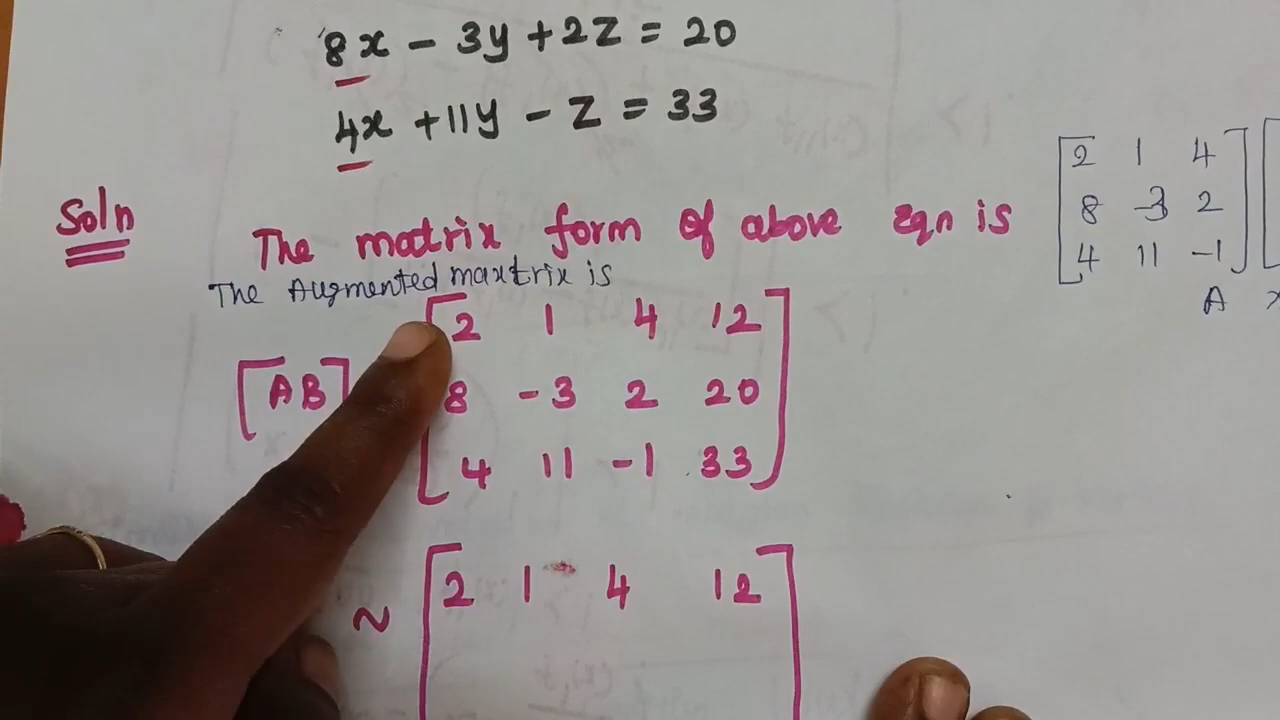 8x - 3y + 2z = 20
4x + 11y - z = 33
Soln The matrix form of above eqn is
2 1 4
8 -3 2
4 11 -1
A x
The Augmented maxtrix is
[AB]
2 1 4 12
8 -3 2 20
4 11 -1 33
~ 2 1 4 12